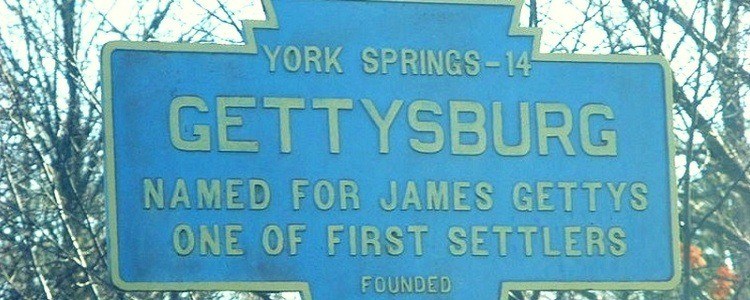 YORK SPRINGS-14
GETTYSBURG
NAMED FOR JAMES GETTYS
ONE OF FIRST SETTLERS
FOUNDED